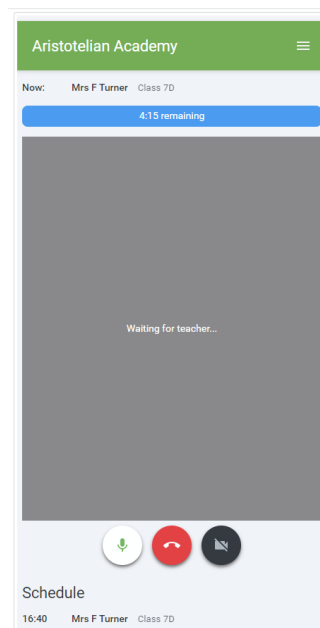 Aristotelian Academy
Now: Mrs F Turner Class 7D
4:15 remaining
Waiting for teacher...
Schedule
16:40 Mrs F Turner Class 7D